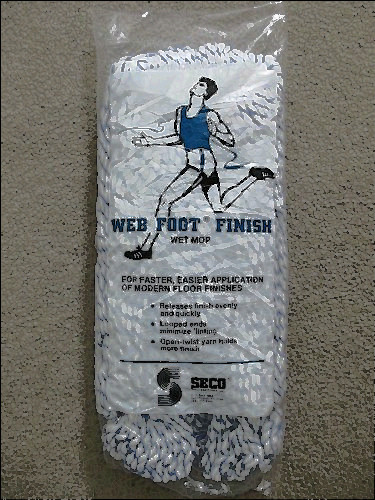 WEB FOOT® FINISH
WET MOP
FOR FASTER, EASIER APPLICATION
OF MODERN FLOOR FINISHES
• Releases finish evenly
and quickly
• Looped ends
minimize linting
• Open-twist yarn holds
more finish
SECO